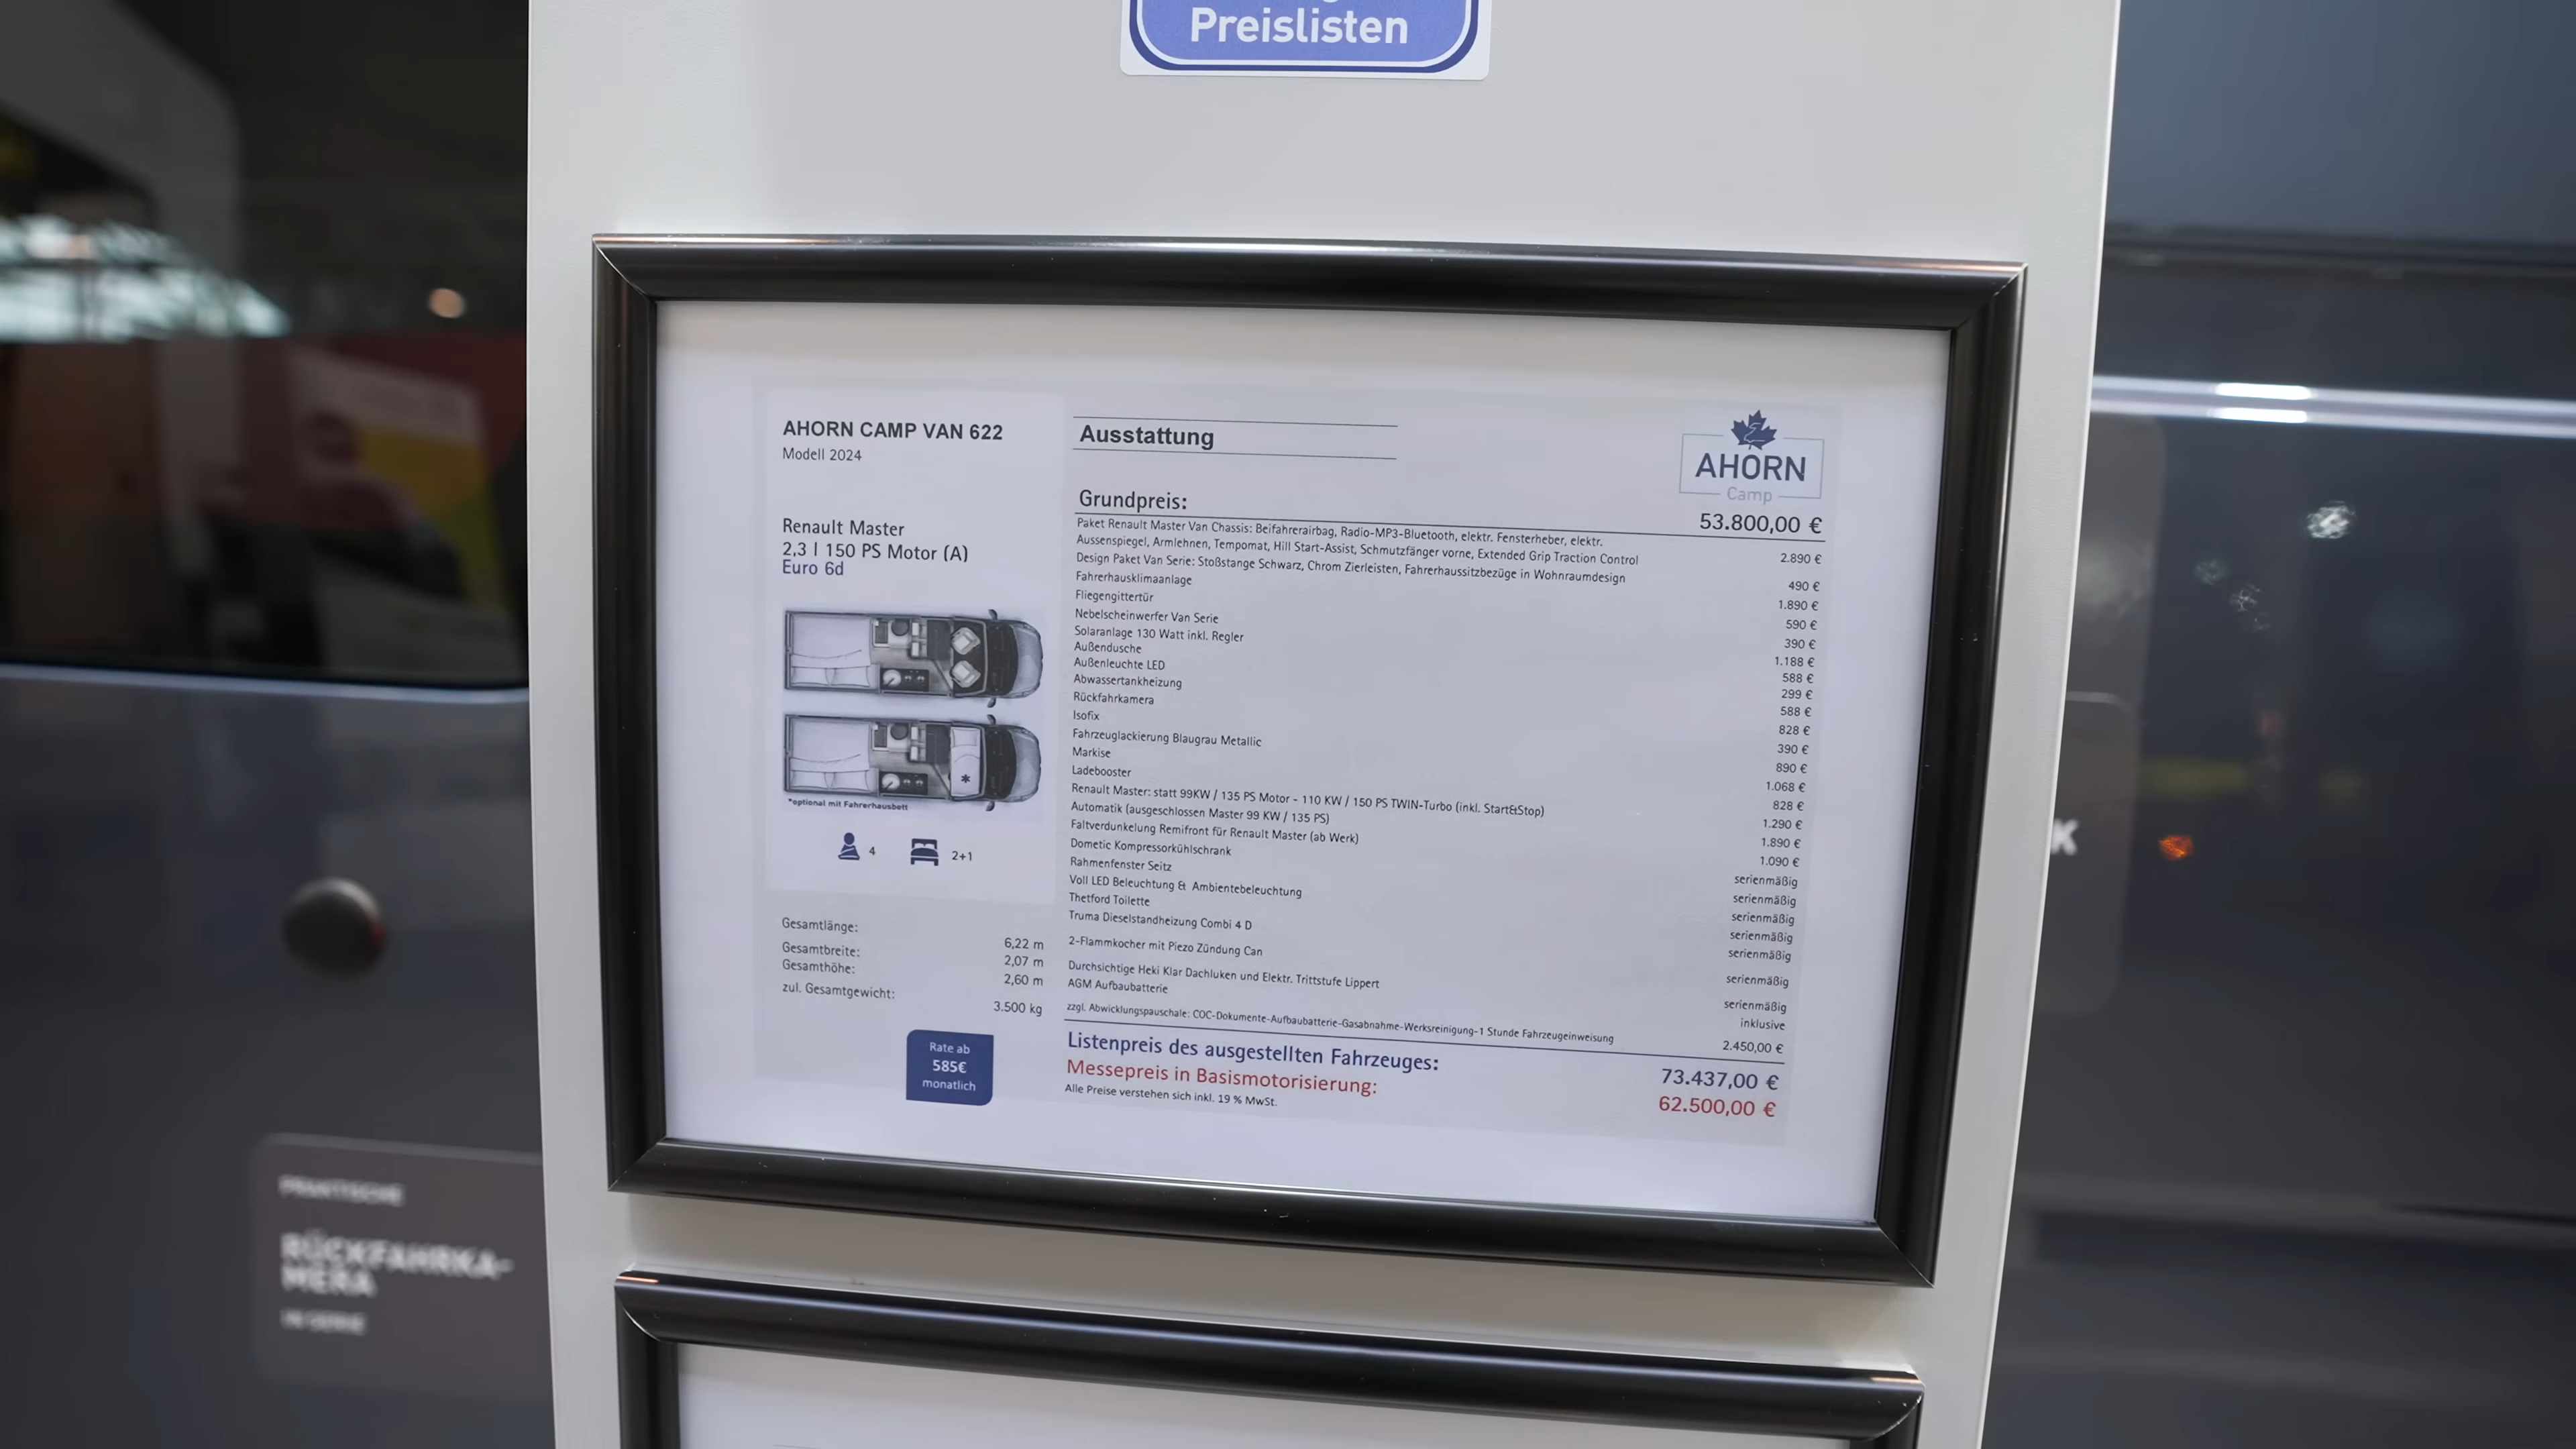 Preislisten
AHORN CAMP VAN 622
Modell 2024
Renault Master
2,3 l 150 PS Motor (A)
Euro 6d
*optional mit Fahrerhausbett
4 2+1
Gesamtlänge: 6,22 m
Gesamtbreite: 2,07 m
Gesamthöhe: 2,60 m
zul. Gesamtgewicht: 3.500 kg
Rate ab
585€
monatlich
Ausstattung
AHORN
Camp
Grundpreis: 53.800,00 €
Paket Renault Master Van Chassis: Beifahrerairbag, Radio-MP3-Bluetooth, elektr. Fensterheber, elektr.
Aussenspiegel, Armlehnen, Tempomat, Hill Start-Assist, Schmutzfänger vorne, Extended Grip Traction Control 2.890 €
Design Paket Van Serie: Stoßstange Schwarz, Chrom Zierleisten, Fahrerhaussitzbezüge in Wohnraumdesign 490 €
Fahrerhausklimaanlage 1.890 €
Fliegengittertür 590 €
Nebelscheinwerfer Van Serie 390 €
Solaranlage 130 Watt inkl. Regler 1.188 €
Außendusche 588 €
Außenleuchte LED 299 €
Abwassertankheizung 588 €
Rückfahrkamera 828 €
Isofix 390 €
Fahrzeuglackierung Blaugrau Metallic 890 €
Markise 1.068 €
Ladebooster 828 €
Renault Master: statt 99KW / 135 PS Motor - 110 KW / 150 PS TWIN-Turbo (inkl. Start&Stop) 1.290 €
Automatik (ausgeschlossen Master 99 KW / 135 PS) 1.890 €
Faltverdunkelung Remifront für Renault Master (ab Werk) 1.090 €
Dometic Kompressorkühlschrank serienmäßig
Rahmenfenster Seitz serienmäßig
Voll LED Beleuchtung & Ambientebeleuchtung serienmäßig
Thetford Toilette serienmäßig
Truma Dieselstandheizung Combi 4 D serienmäßig
2-Flammkocher mit Piezo Zündung Can serienmäßig
Durchsichtige Heki Klar Dachluken und Elektr. Trittstufe Lippert serienmäßig
AGM Aufbaubatterie inklusive
zzgl. Abwicklungspauschale: COC-Dokumente-Aufbaubatterie-Gasabnahme-Werksreinigung-1 Stunde Fahrzeugeinweisung 2.450,00 €
Listenpreis des ausgestellten Fahrzeuges: 73.437,00 €
Messepreis in Basismotorisierung: 62.500,00 €
Alle Preise verstehen sich inkl. 19 % MwSt.
PRAKTISCHE
RÜCKFAHRKA-
MERA
IN SERIE
K